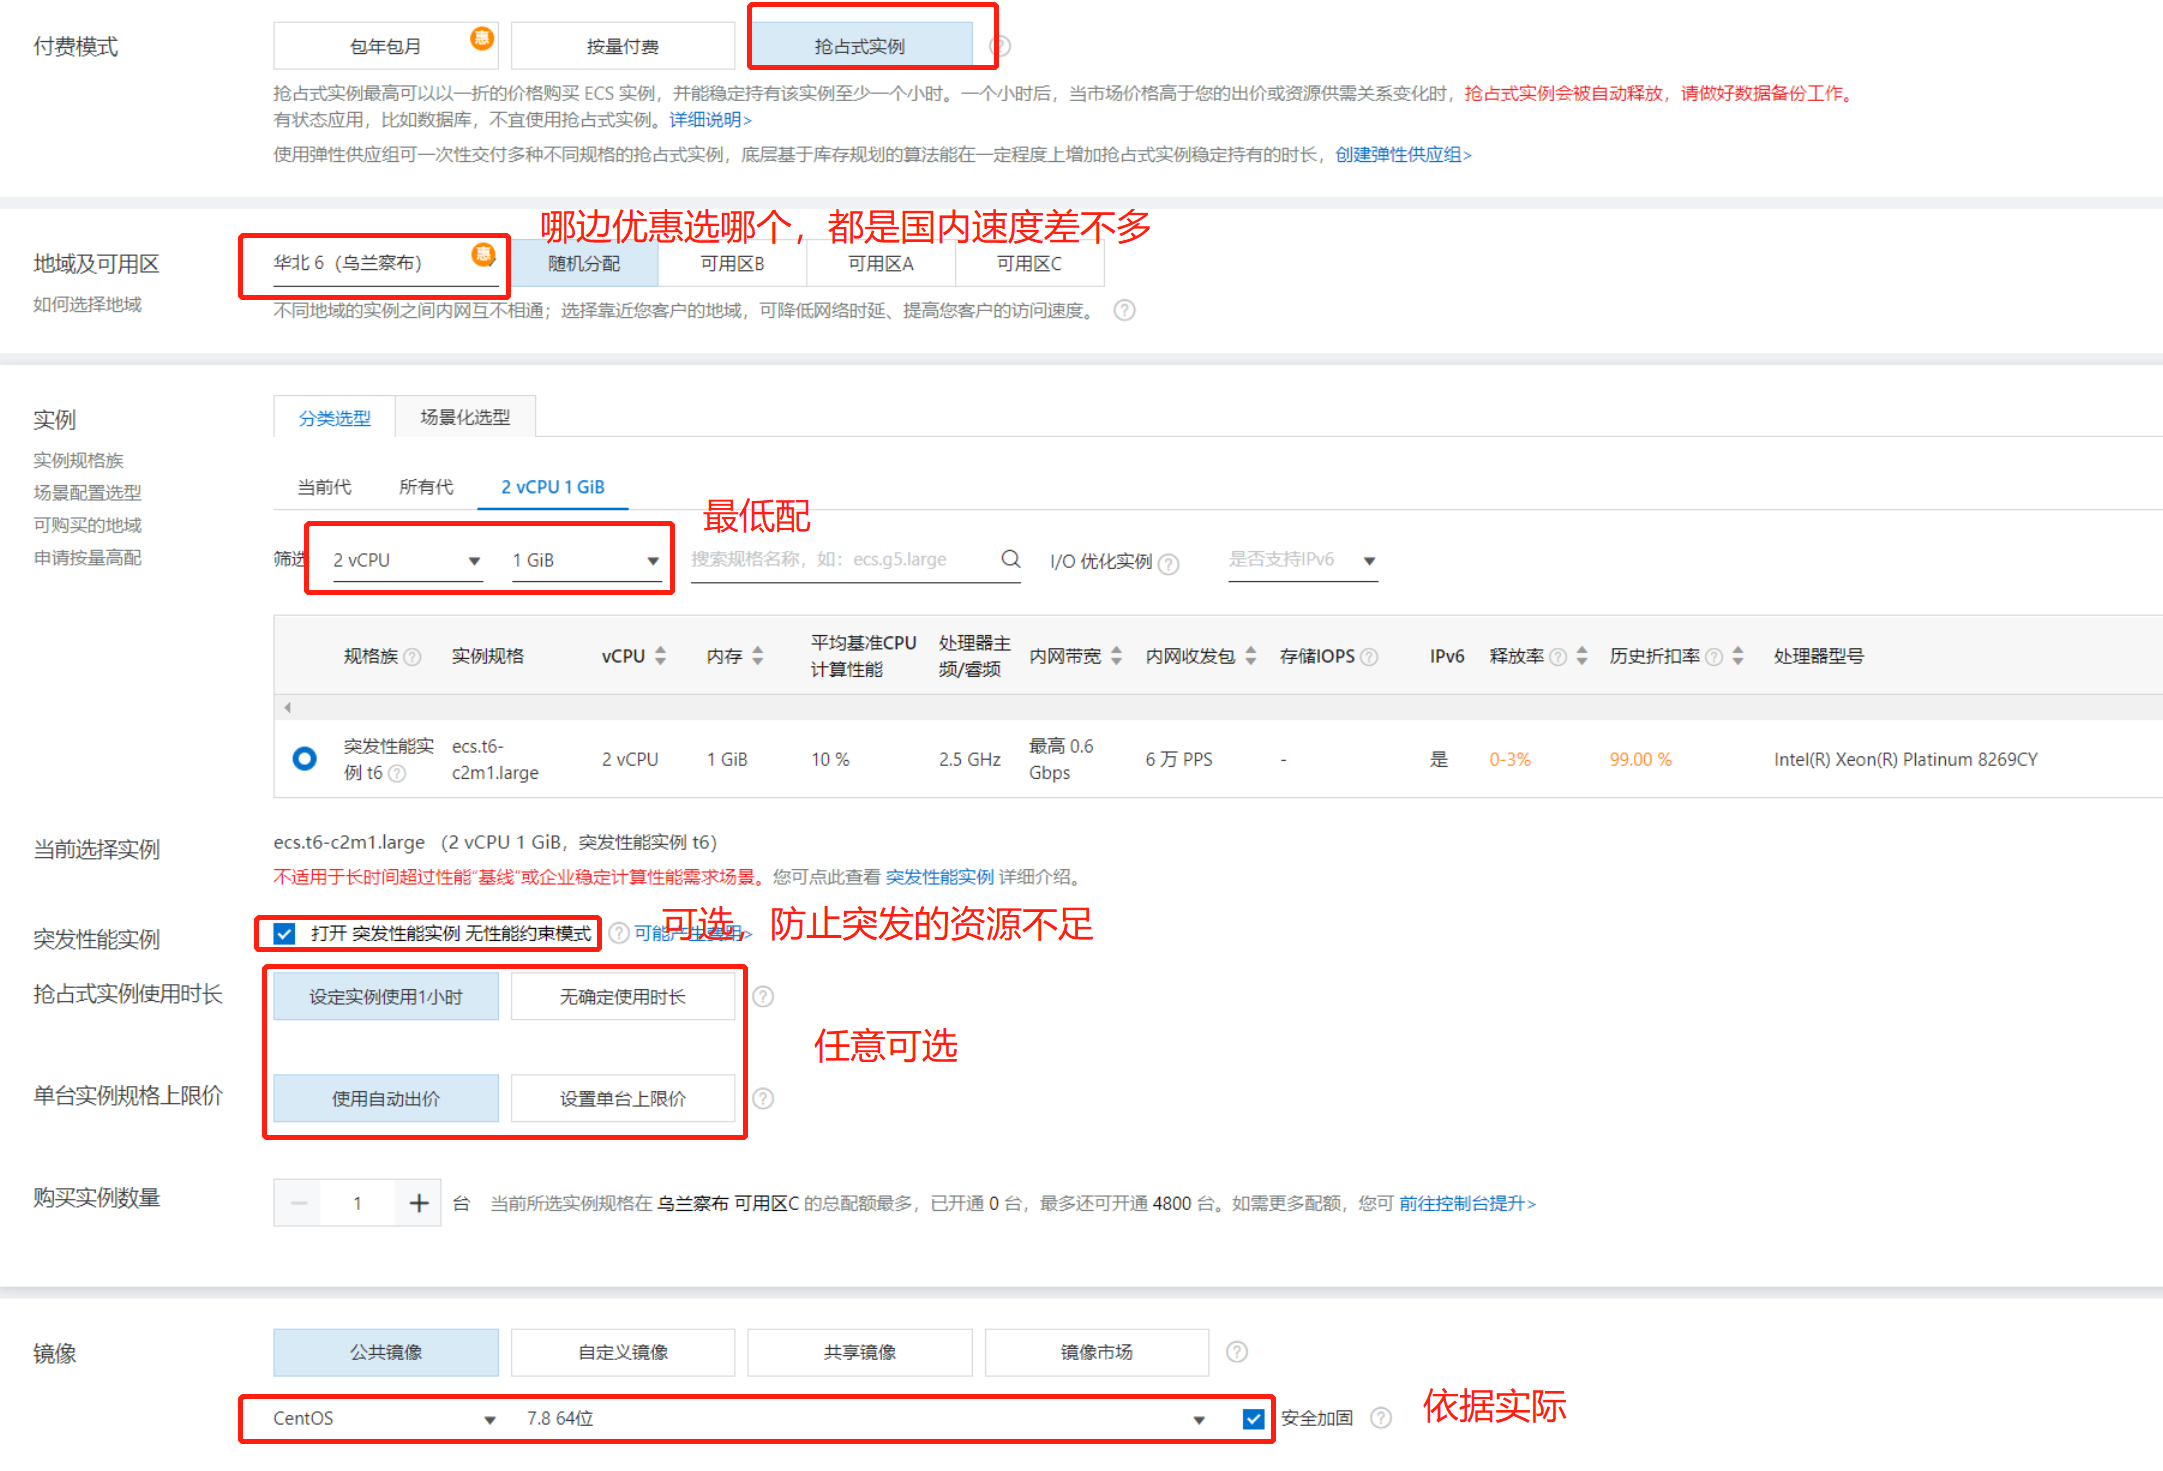 付费模式
包年包月 惠 按量付费 抢占式实例
抢占式实例最高可以以一折的价格购买 ECS 实例，并能稳定持有该实例至少一个小时。一个小时后，当市场价格高于您的出价或资源供需关系变化时，抢占式实例会被自动释放，请做好数据备份工作。
有状态应用，比如数据库，不宜使用抢占式实例。详细说明>
使用弹性供应组可一次性交付多种不同规格的抢占式实例，底层基于库存规划的算法能在一定程度上增加抢占式实例稳定持有的时长，创建弹性供应组>
哪边优惠选哪个，都是国内速度差不多
地域及可用区
华北 6（乌兰察布） 惠 随机分配 可用区B 可用区A 可用区C
如何选择地域
不同地域的实例之间内网互不相通；选择靠近您客户的地域，可降低网络时延、提高您客户的访问速度。
实例
分类选型 场景化选型
实例规格族
场景配置选型
可购买的地域
申请按量高配
当前代 所有代 2 vCPU 1 GiB
最低配
筛选 2 vCPU 1 GiB 搜索规格名称，如：ecs.g5.large I/O 优化实例 是否支持IPv6
规格族 实例规格 vCPU 内存 平均基准CPU计算性能 处理器主频/睿频 内网带宽 内网收发包 存储IOPS IPv6 释放率 历史折扣率 处理器型号
突发性能实例 t6 ecs.t6-c2m1.large 2 vCPU 1 GiB 10 % 2.5 GHz 最高 0.6 Gbps 6 万 PPS - 是 0-3% 99.00 % Intel(R) Xeon(R) Platinum 8269CY
当前选择实例
ecs.t6-c2m1.large （2 vCPU 1 GiB，突发性能实例 t6）
不适用于长时间超过性能“基线”或企业稳定计算性能需求场景。您可点此查看 突发性能实例 详细介绍。
突发性能实例
打开 突发性能实例 无性能约束模式 可能产生费用>
可选，防止突发的资源不足
抢占式实例使用时长
设定实例使用1小时 无确定使用时长
任意可选
单台实例规格上限价
使用自动出价 设置单台上限价
购买实例数量
1 台 当前所选实例规格在 乌兰察布 可用区C 的总配额最多，已开通 0 台，最多还可开通 4800 台。如需更多配额，您可 前往控制台提升>
镜像
公共镜像 自定义镜像 共享镜像 镜像市场
CentOS 7.8 64位 安全加固
依据实际